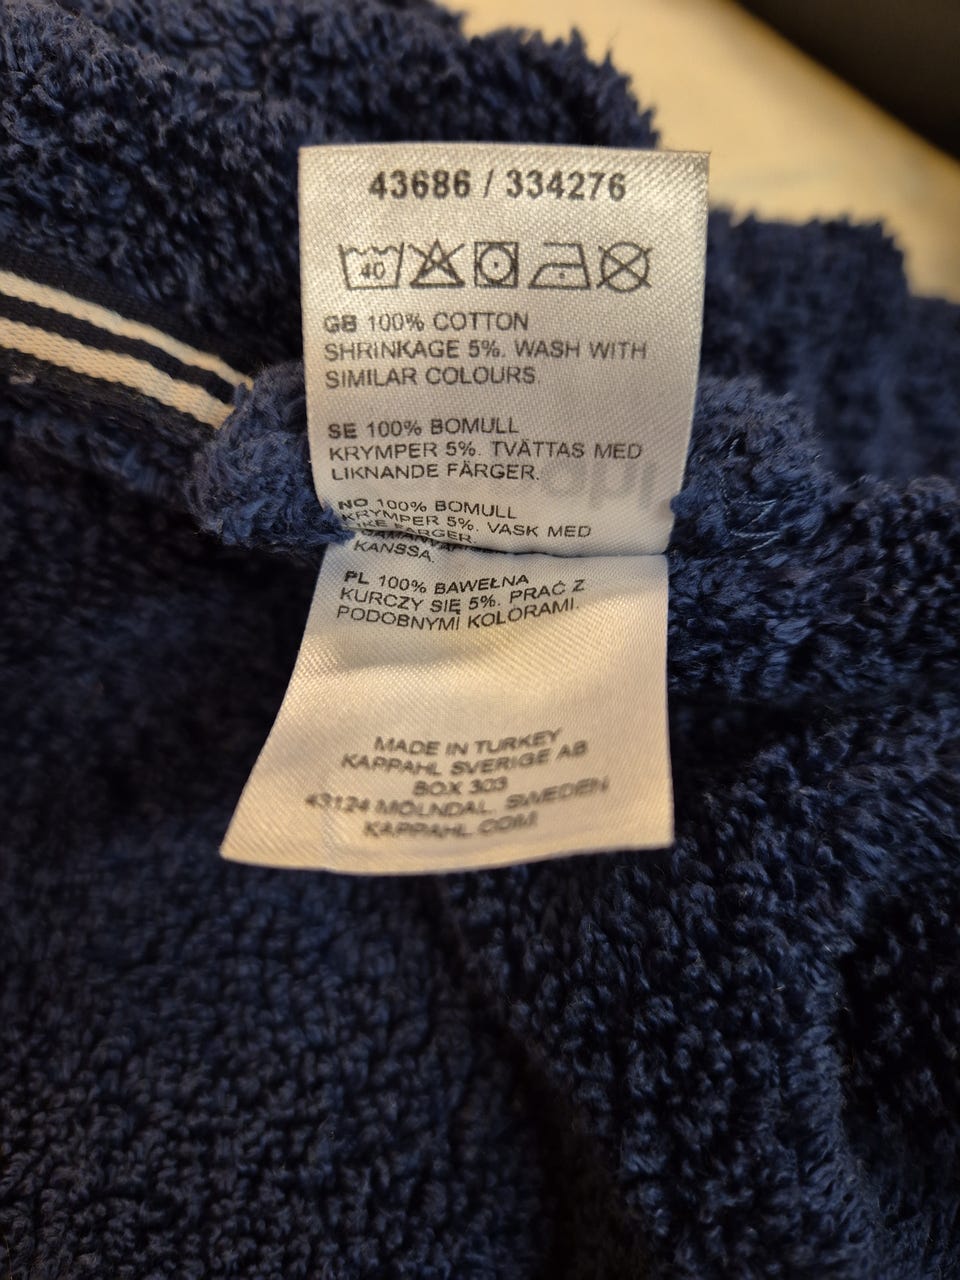 43686 / 334276
40
GB 100% COTTON
SHRINKAGE 5%. WASH WITH
SIMILAR COLOURS.
SE 100% BOMULL
KRYMPER 5%. TVÄTTAS MED
LIKNANDE FÄRGER.
NO 100% BOMULL
KRYMPER 5%. VASK MED
FARGER.
KANSSA.
PL 100% BAWEŁNA
KURCZY SIĘ 5%. PRAĆ Z
PODOBNYMI KOLORAMI.
MADE IN TURKEY
KAPPAHL SVERIGE AB
BOX 303
43124 MÖLNDAL, SWEDEN
KAPPAHL.COM